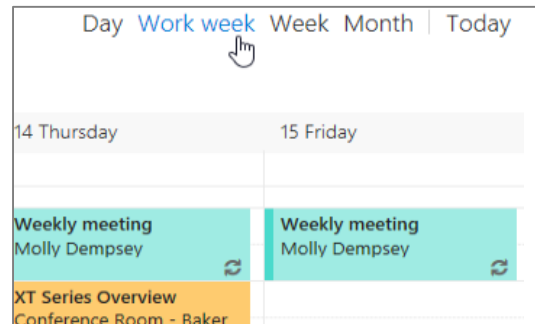 Day Work week Week Month Today
14 Thursday 15 Friday
Weekly meeting Weekly meeting
Molly Dempsey Molly Dempsey
XT Series Overview
Conference Room - Baker